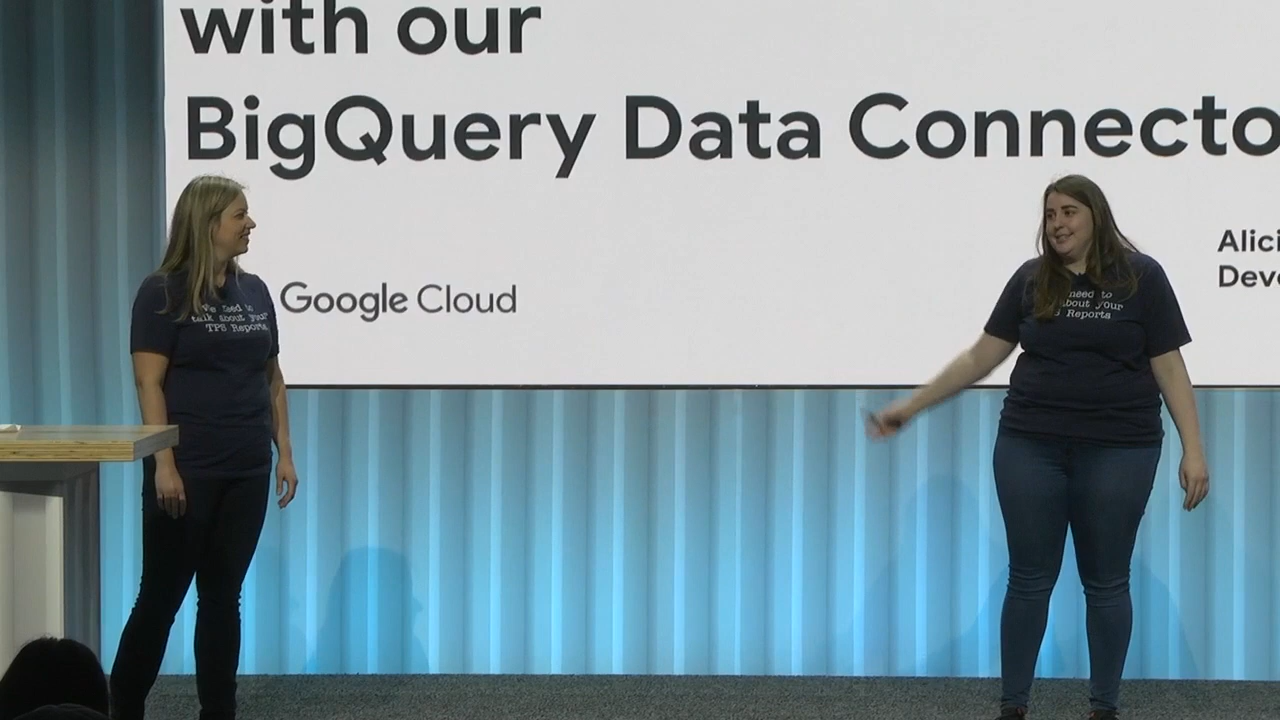 with our
BigQuery Data Connecto
Alici
Deve
Google Cloud
We need to
talk about your
TPS Reports
need to
about your
Reports